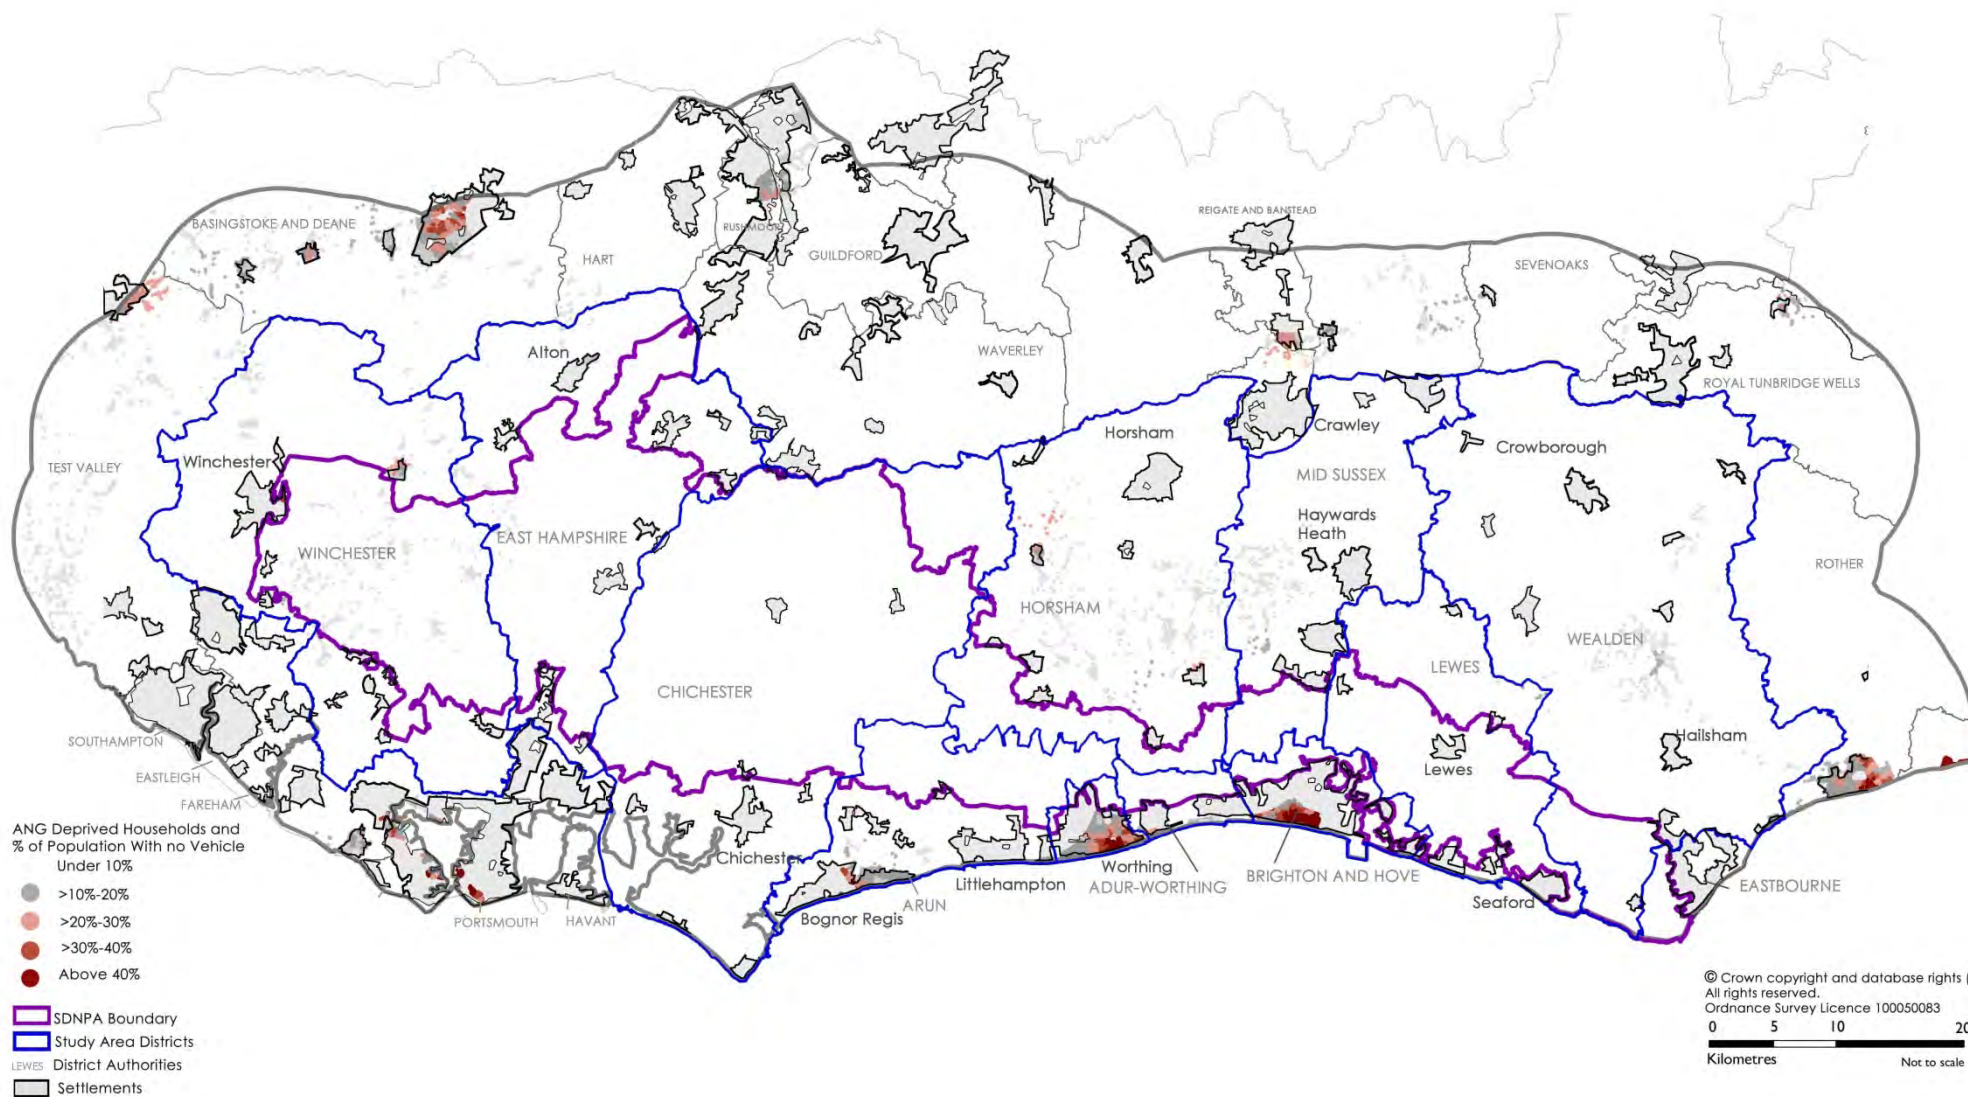 BASINGSTOKE AND DEANE
REIGATE AND BANSTEAD
RUSHMOOR
HART
GUILDFORD
SEVENOAKS
Alton
WAVERLEY
ROYAL TUNBRIDGE WELLS
TEST VALLEY
Winchester
Horsham
Crawley
Crowborough
MID SUSSEX
Haywards
Heath
WINCHESTER
EAST HAMPSHIRE
ROTHER
HORSHAM
WEALDEN
LEWES
CHICHESTER
SOUTHAMPTON
EASTLEIGH
FAREHAM
Hailsham
Lewes
Chichester
Worthing
ADUR-WORTHING
BRIGHTON AND HOVE
EASTBOURNE
Littlehampton
ARUN
Bognor Regis
Seaford
PORTSMOUTH
HAVANT
ANG Deprived Households and
% of Population With no Vehicle
Under 10%
>10%-20%
>20%-30%
>30%-40%
Above 40%
SDNPA Boundary
Study Area Districts
LEWES District Authorities
Settlements
© Crown copyright and database rights (
All rights reserved.
Ordnance Survey Licence 100050083
0 5 10 20
Kilometres Not to scale